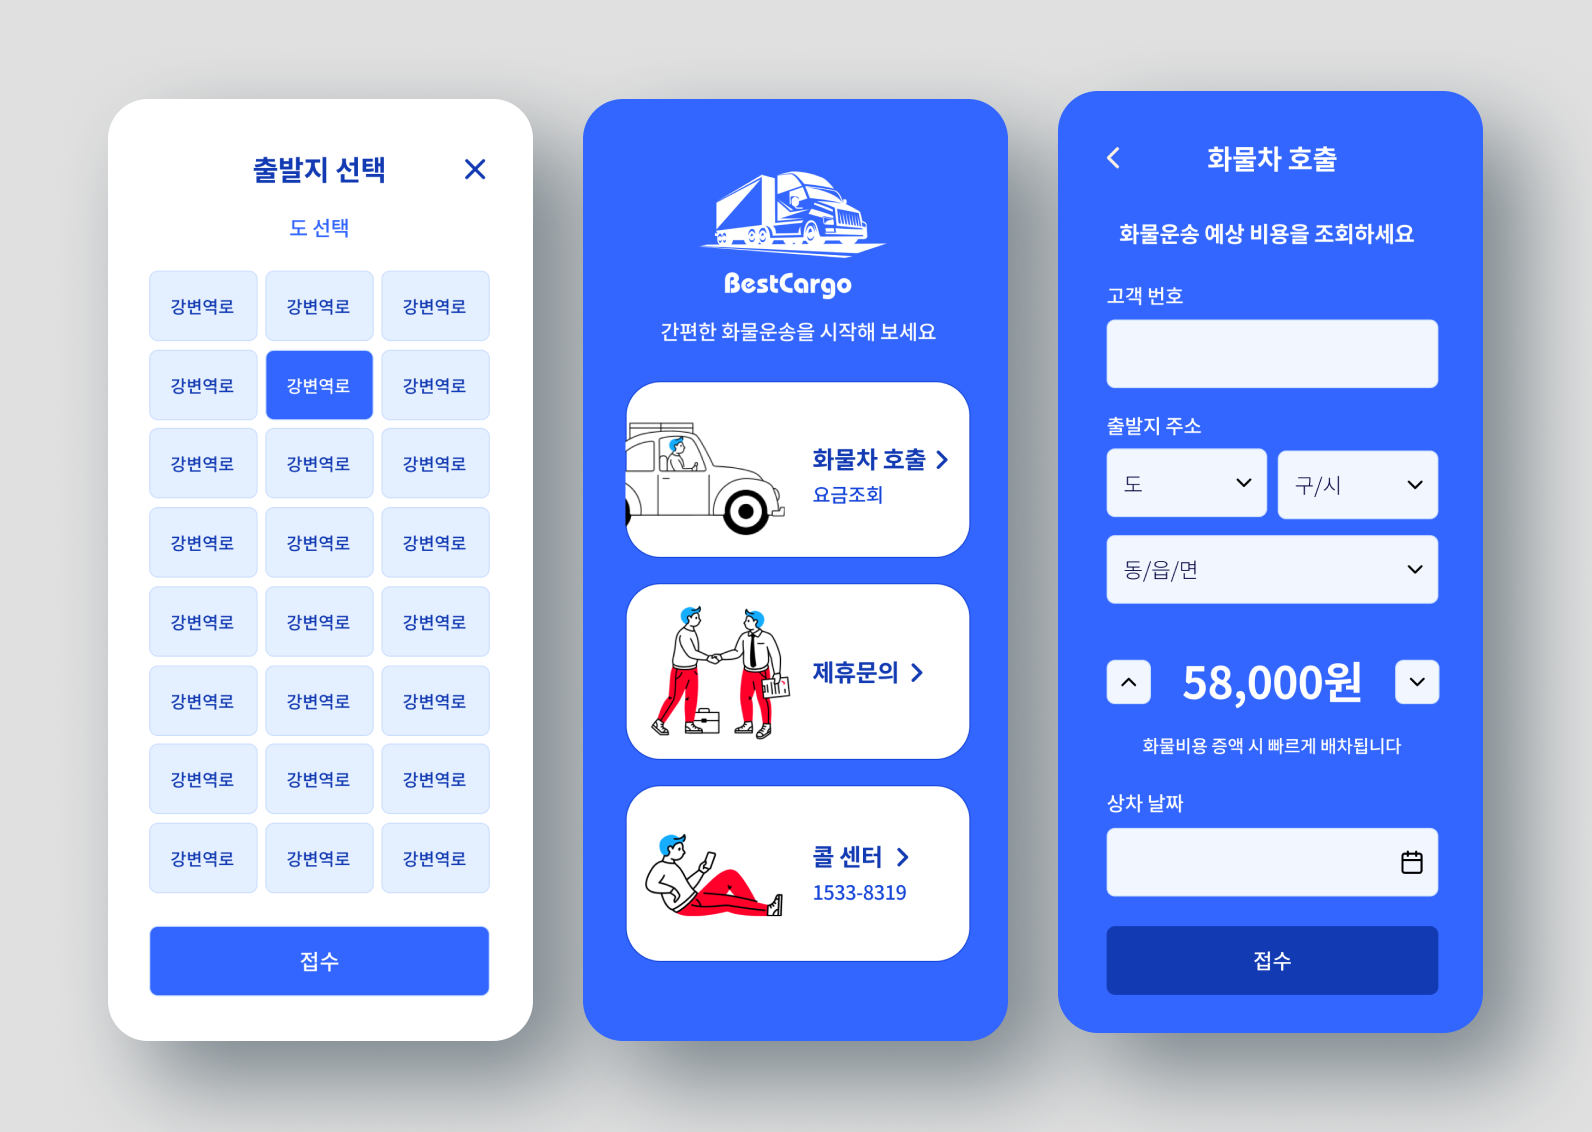 출발지 선택
도 선택
강변역로 강변역로 강변역로
강변역로 강변역로 강변역로
강변역로 강변역로 강변역로
강변역로 강변역로 강변역로
강변역로 강변역로 강변역로
강변역로 강변역로 강변역로
강변역로 강변역로 강변역로
강변역로 강변역로 강변역로
접수
BestCargo
간편한 화물운송을 시작해 보세요
화물차 호출
요금조회
제휴문의
콜 센터
1533-8319
화물차 호출
화물운송 예상 비용을 조회하세요
고객 번호
출발지 주소
도
구/시
동/읍/면
58,000원
화물비용 증액 시 빠르게 배차됩니다
상차 날짜
접수